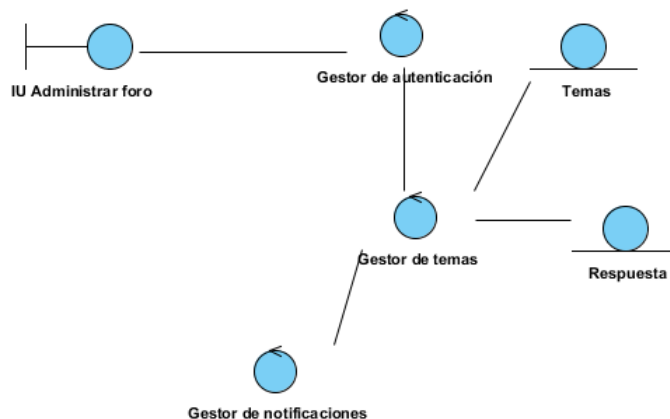 IU Administrar foro
Gestor de autenticación
Temas
Gestor de temas
Respuesta
Gestor de notificaciones